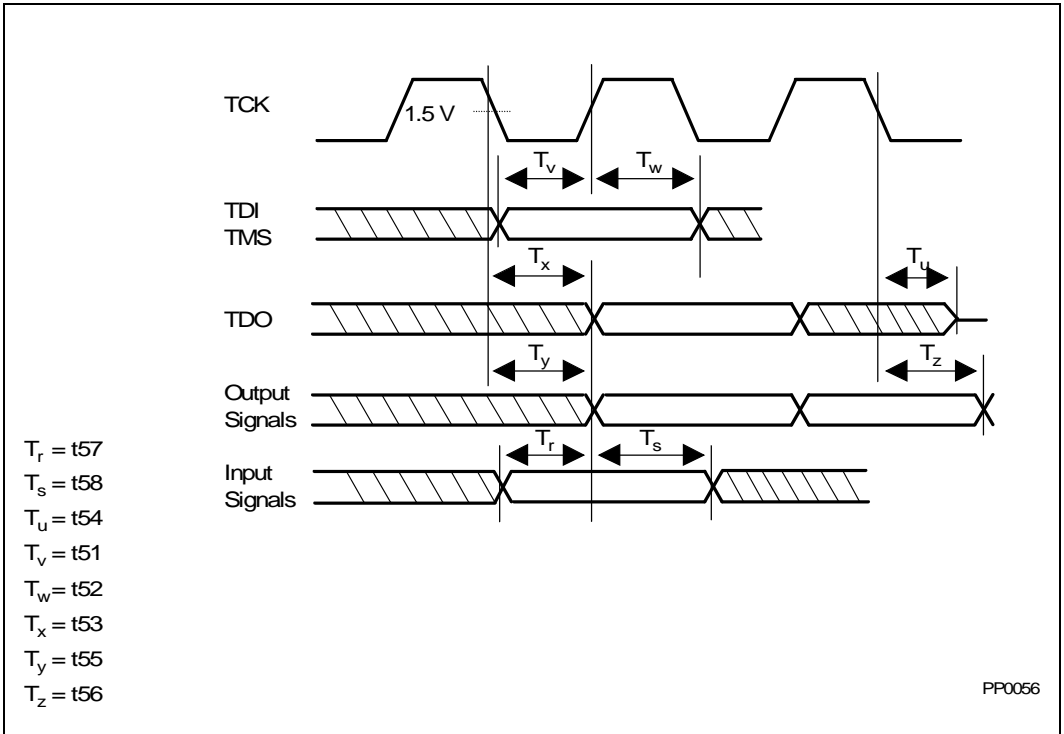 TCK
1.5 V
Tv
Tw
TDI
TMS
Tx
Tu
TDO
Ty
Tz
Output
Signals
Tr
Ts
Input
Signals
Tr = t57
Ts = t58
Tu = t54
Tv = t51
Tw= t52
Tx = t53
Ty = t55
Tz = t56
PP0056